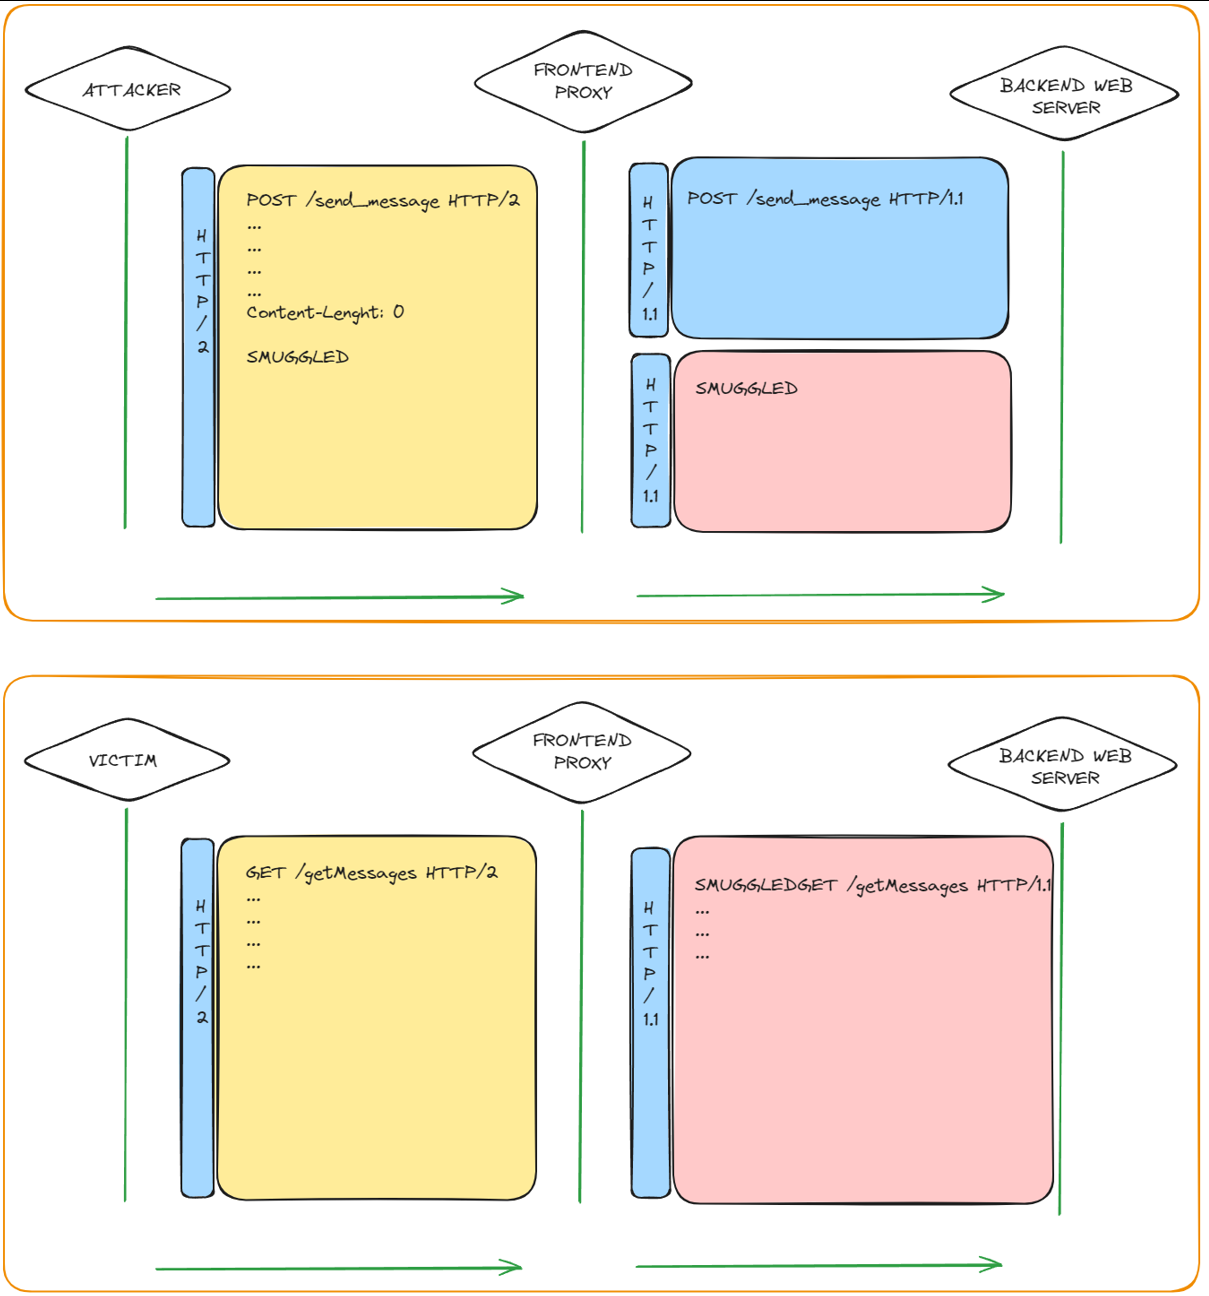 ATTACKER
FRONTEND
PROXY
BACKEND WEB
SERVER
HTTP/2
POST /send_message HTTP/2
...
...
...
...
Content-Lenght: 0
SMUGGLED
HTTP/1.1
POST /send_message HTTP/1.1
HTTP/1.1
SMUGGLED
VICTIM
FRONTEND
PROXY
BACKEND WEB
SERVER
HTTP/2
GET /getMessages HTTP/2
...
...
...
...
HTTP/1.1
SMUGGLEDGET /getMessages HTTP/1.1
...
...
...